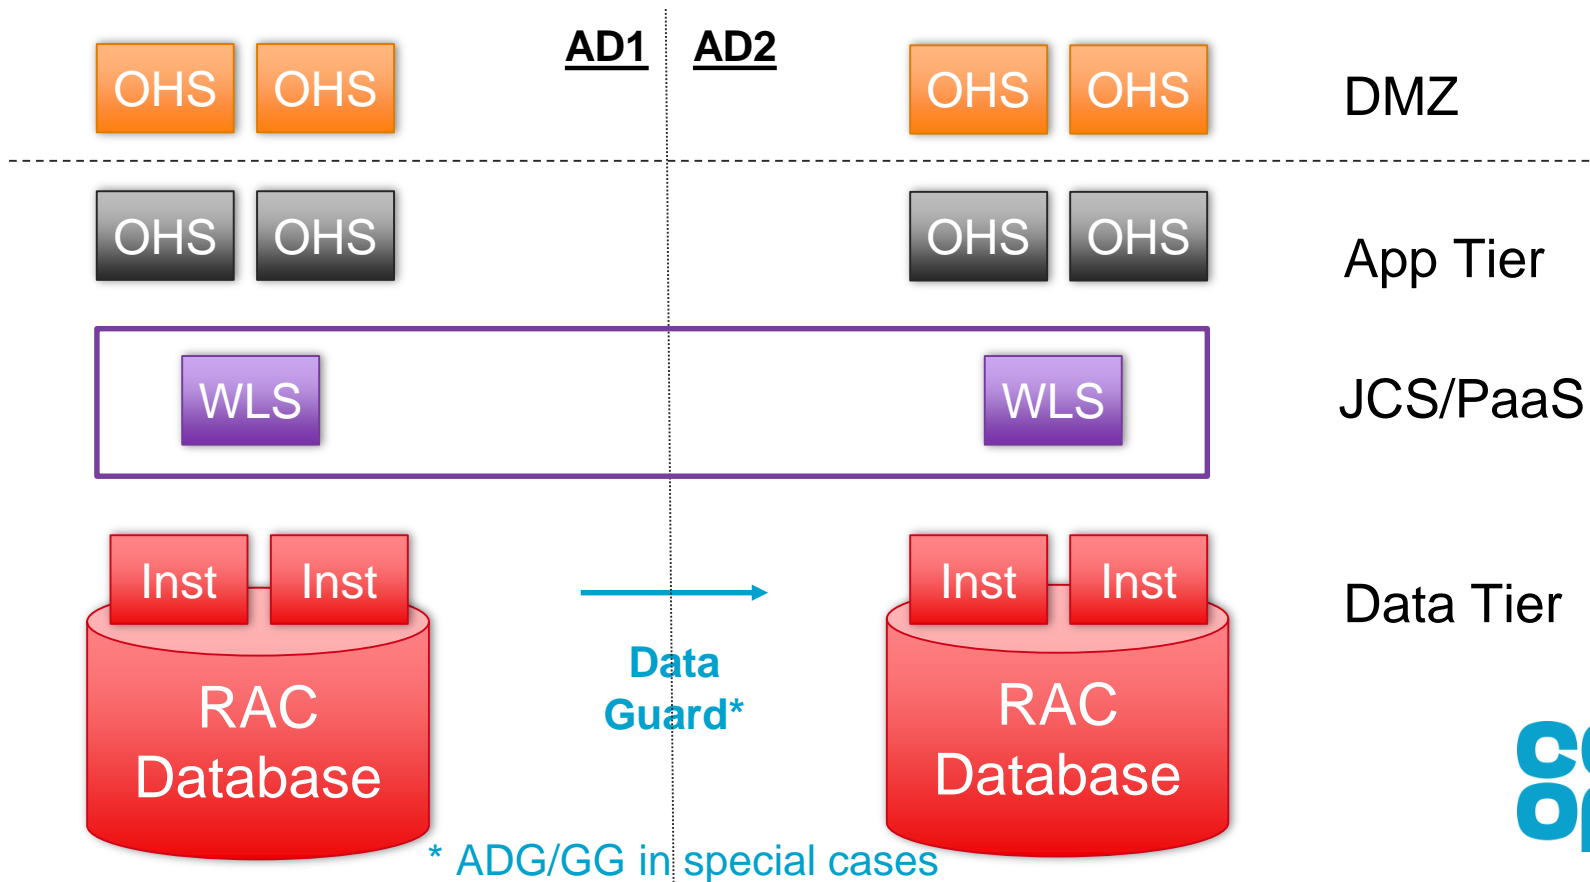 AD1 AD2
OHS OHS OHS OHS DMZ
OHS OHS OHS OHS App Tier
WLS WLS JCS/PaaS
Inst Inst Inst Inst Data Tier
Data
Guard*
RAC
Database
RAC
Database
* ADG/GG in special cases